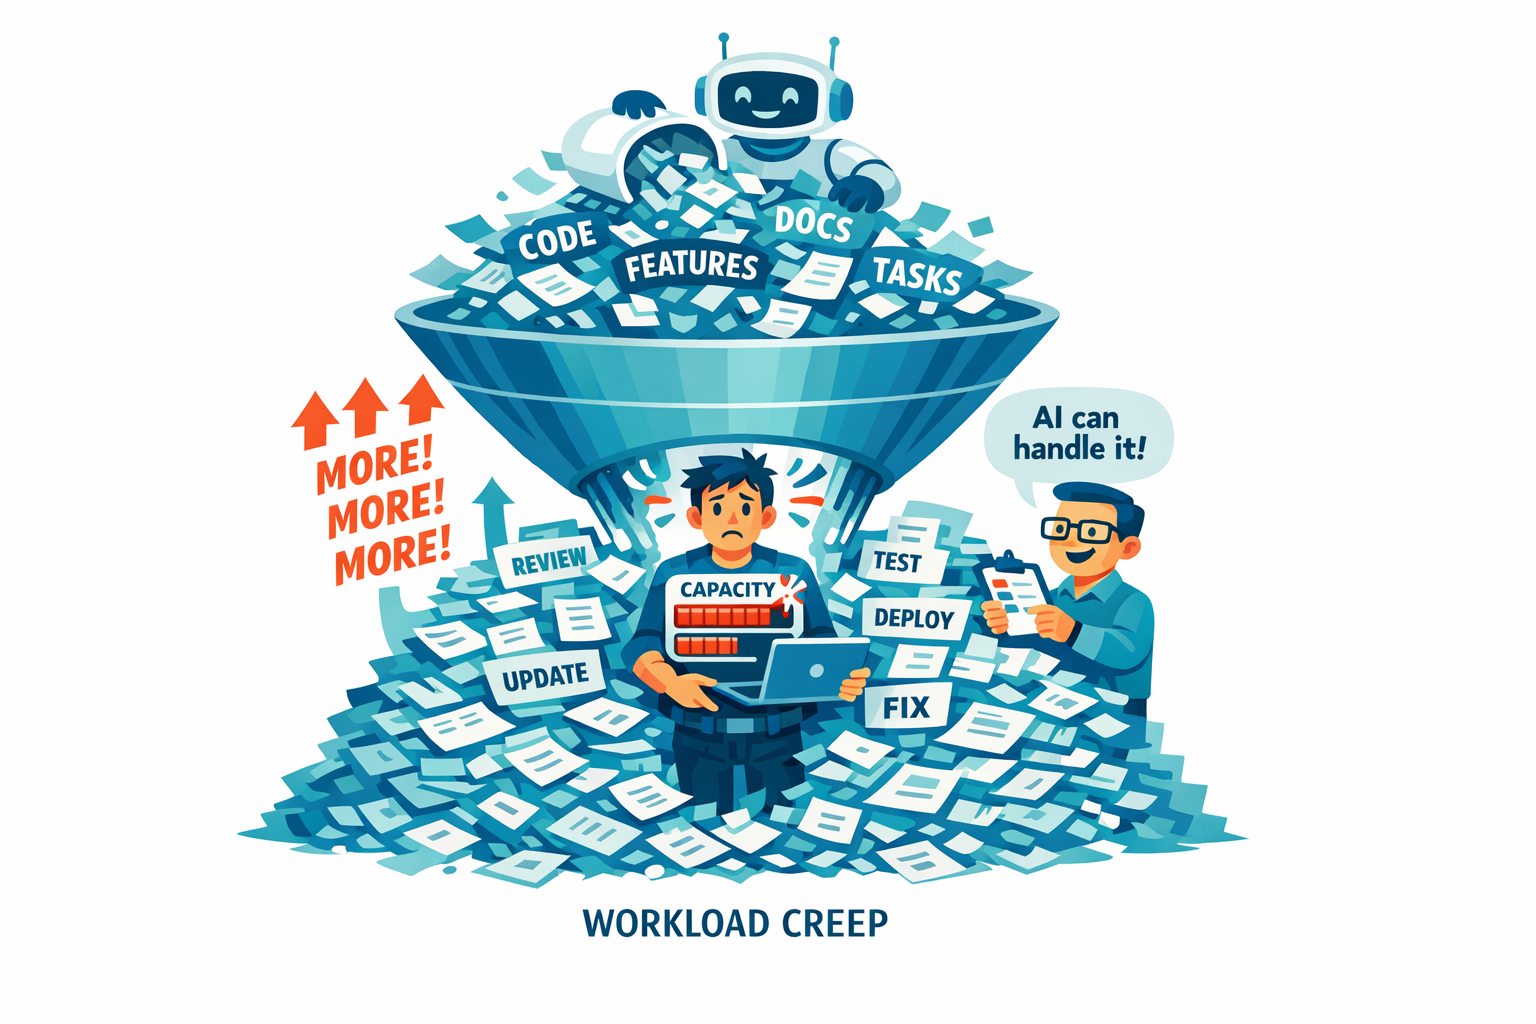 CODE
DOCS
FEATURES
TASKS
MORE!
MORE!
MORE!
AI can
handle it!
REVIEW
TEST
CAPACITY
DEPLOY
UPDATE
FIX
WORKLOAD CREEP